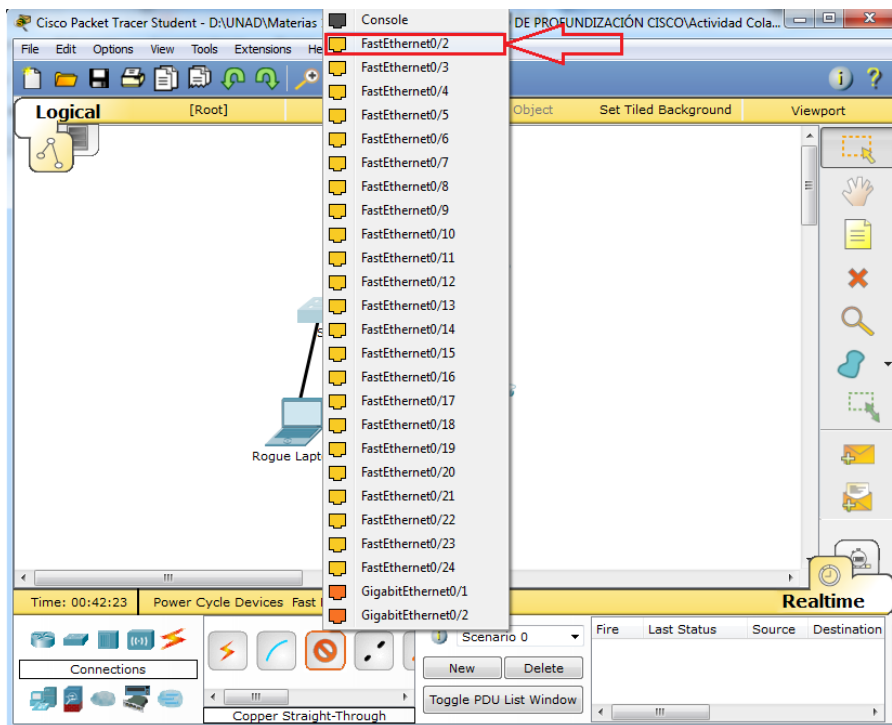 Cisco Packet Tracer Student - D:\UNAD\Materias
DE PROFUNDIZACIÓN CISCO\Actividad Cola...
File Edit Options View Tools Extensions He
Logical
[Root]
Object
Set Tiled Background
Viewport
Console
FastEthernet0/2
FastEthernet0/3
FastEthernet0/4
FastEthernet0/5
FastEthernet0/6
FastEthernet0/7
FastEthernet0/8
FastEthernet0/9
FastEthernet0/10
FastEthernet0/11
FastEthernet0/12
FastEthernet0/13
FastEthernet0/14
FastEthernet0/15
FastEthernet0/16
FastEthernet0/17
FastEthernet0/18
FastEthernet0/19
FastEthernet0/20
FastEthernet0/21
FastEthernet0/22
FastEthernet0/23
FastEthernet0/24
GigabitEthernet0/1
GigabitEthernet0/2
S
Rogue Lapt
Time: 00:42:23
Power Cycle Devices Fast
Realtime
Connections
Copper Straight-Through
Scenario 0
New
Delete
Toggle PDU List Window
Fire
Last Status
Source
Destination